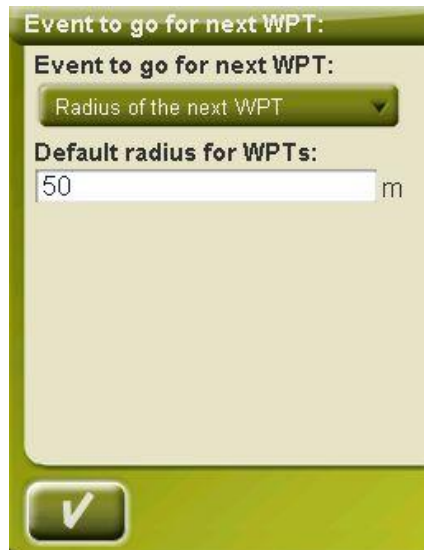 Event to go for next WPT:
Event to go for next WPT:
Radius of the next WPT
Default radius for WPTs:
50 m